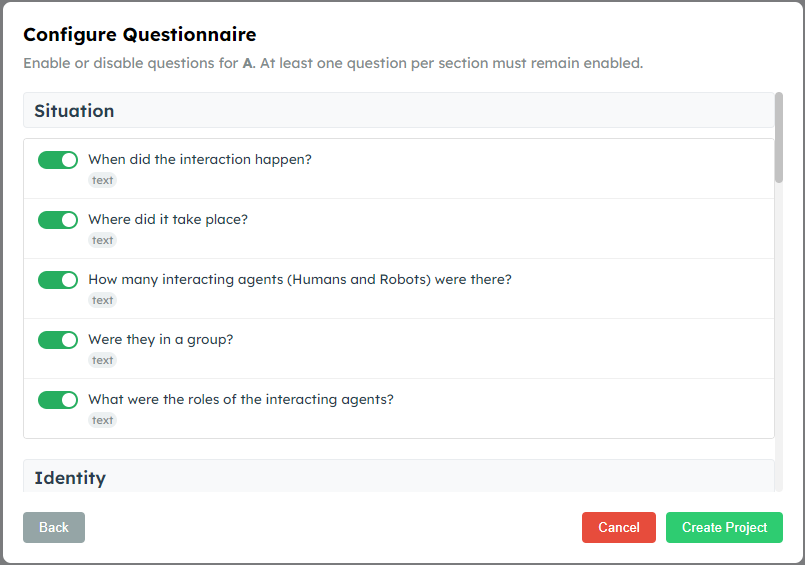 Configure Questionnaire
Enable or disable questions for A. At least one question per section must remain enabled.
Situation
When did the interaction happen?
text
Where did it take place?
text
How many interacting agents (Humans and Robots) were there?
text
Were they in a group?
text
What were the roles of the interacting agents?
text
Identity
Back
Cancel
Create Project